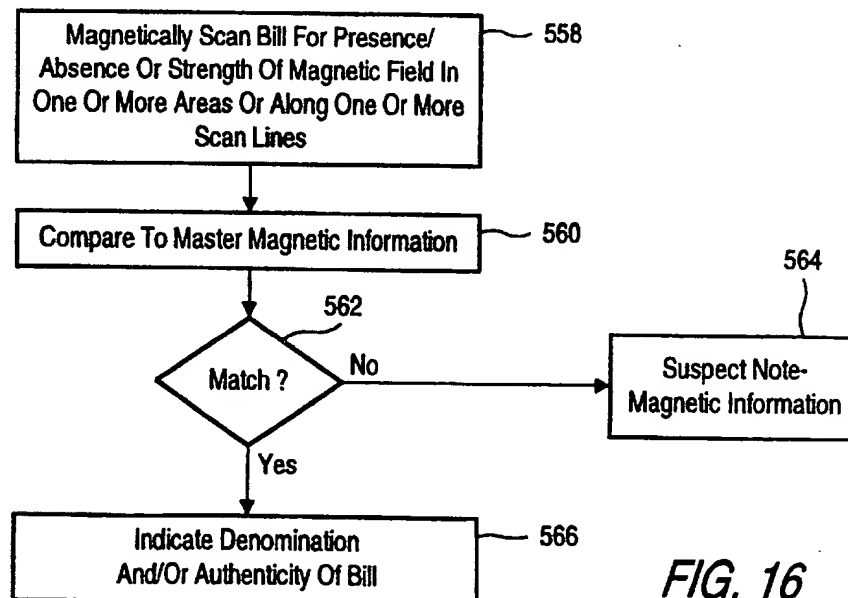 Magnetically Scan Bill For Presence/
Absence Or Strength Of Magnetic Field In
One Or More Areas Or Along One Or More
Scan Lines
558
Compare To Master Magnetic Information
560
562
Match ?
No
564
Suspect Note-
Magnetic Information
Yes
Indicate Denomination
And/Or Authenticity Of Bill
566
FIG. 16